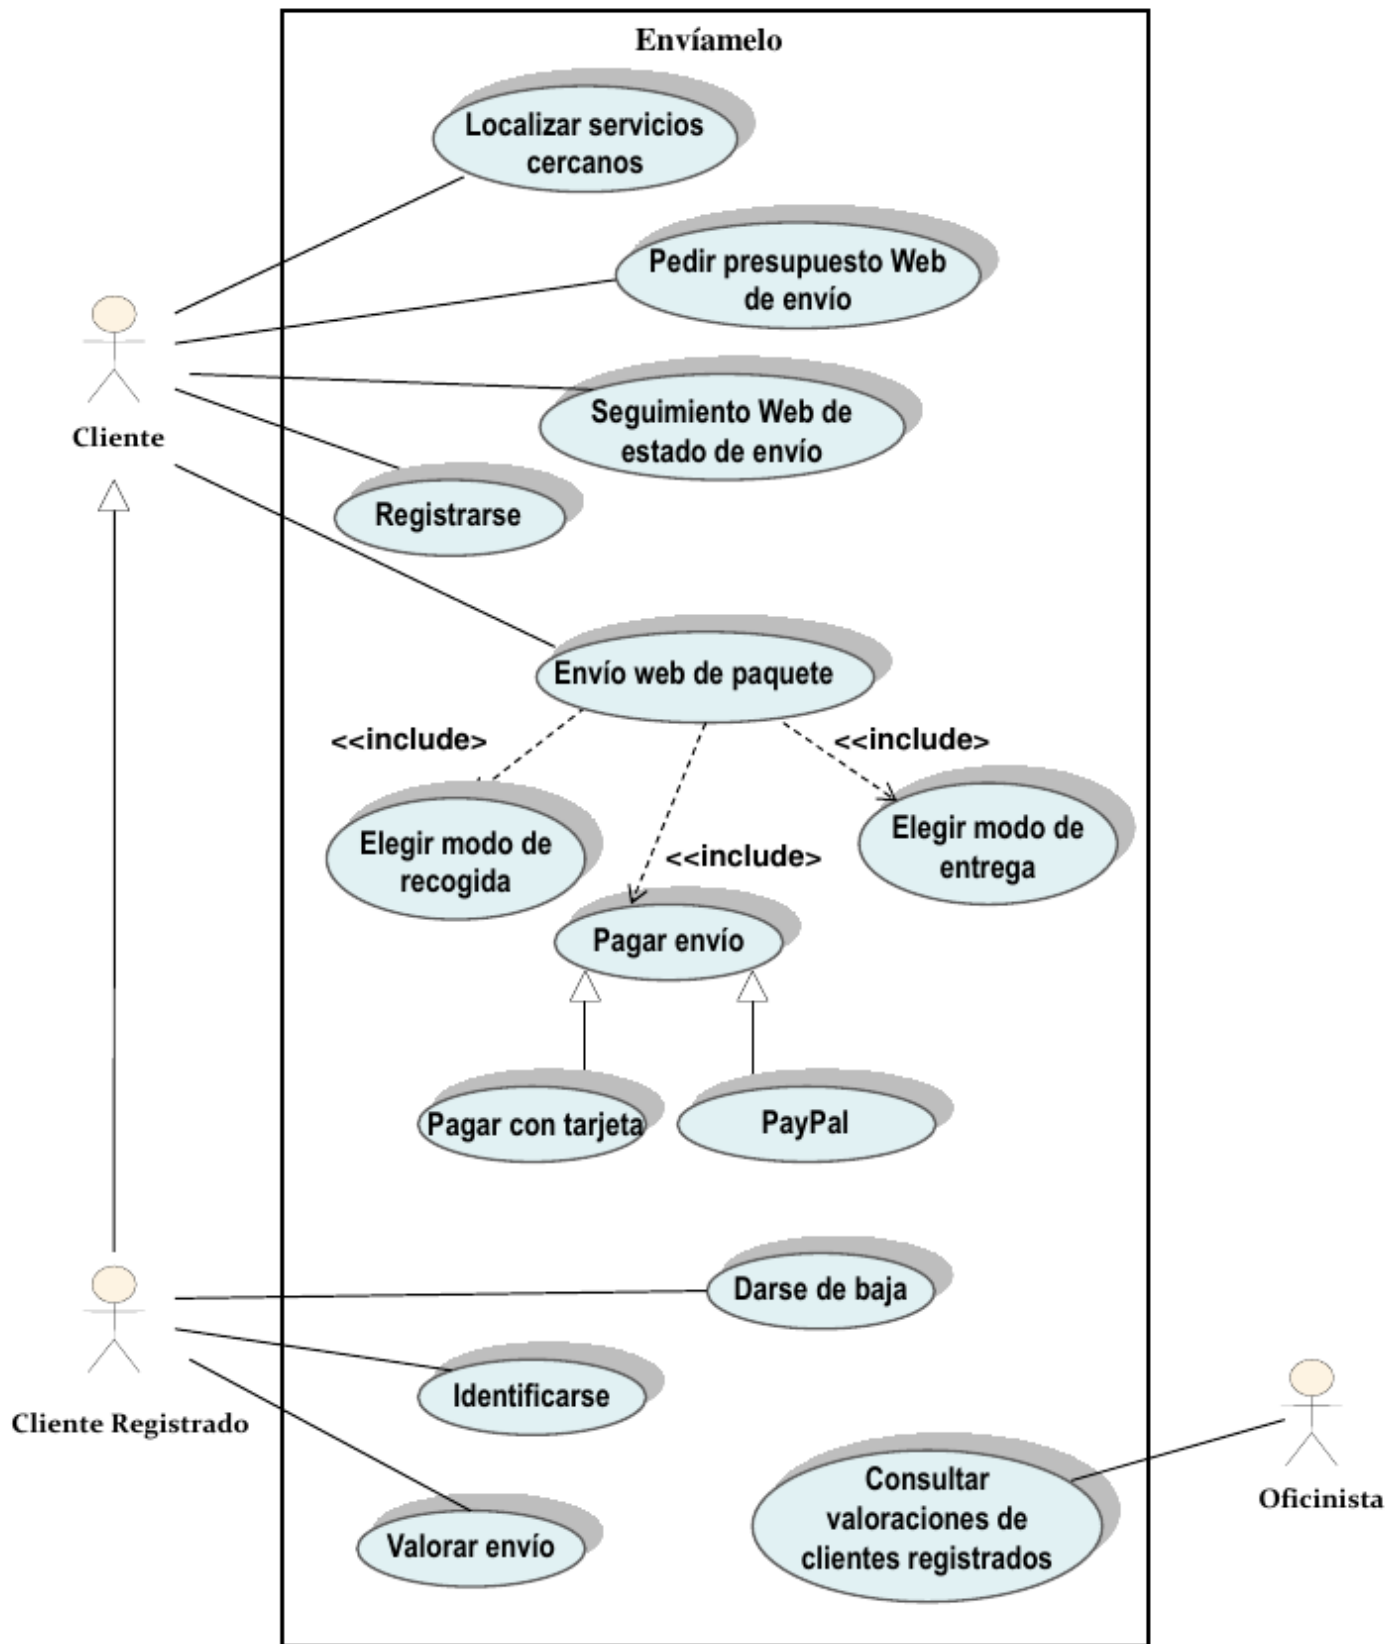 Envíamelo
Localizar servicios
cercanos
Pedir presupuesto Web
de envío
Cliente
Seguimiento Web de
estado de envío
Registrarse
Envío web de paquete
<<include>
<<include>
Elegir modo de
recogida
<<include>
Elegir modo de
entrega
Pagar envío
Pagar con tarjeta
PayPal
Darse de baja
Cliente Registrado
Identificarse
Valorar envío
Consultar
valoraciones de
clientes registrados
Oficinista